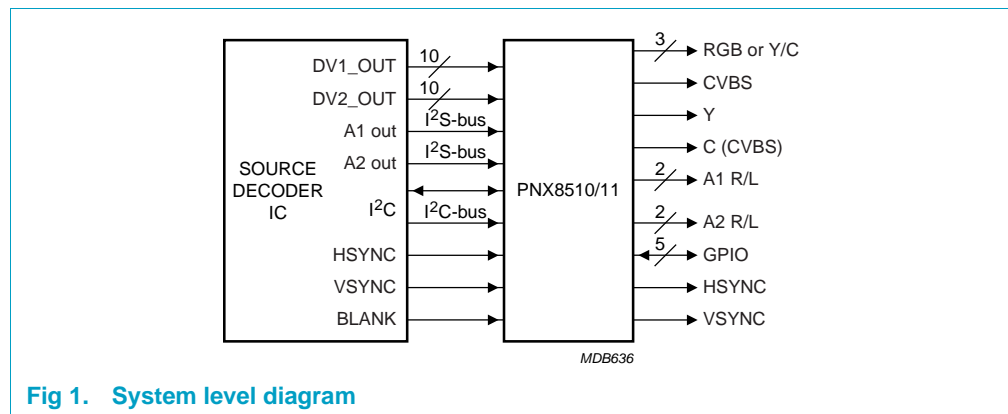 DV1_OUT
DV2_OUT
A1 out
A2 out
SOURCE
DECODER
IC
I2C
HSYNC
VSYNC
BLANK
10
10
I2S-bus
I2S-bus
I2C-bus
PNX8510/11
3
RGB or Y/C
CVBS
Y
C (CVBS)
2
A1 R/L
2
A2 R/L
5
GPIO
HSYNC
VSYNC
MDB636
Fig 1. System level diagram